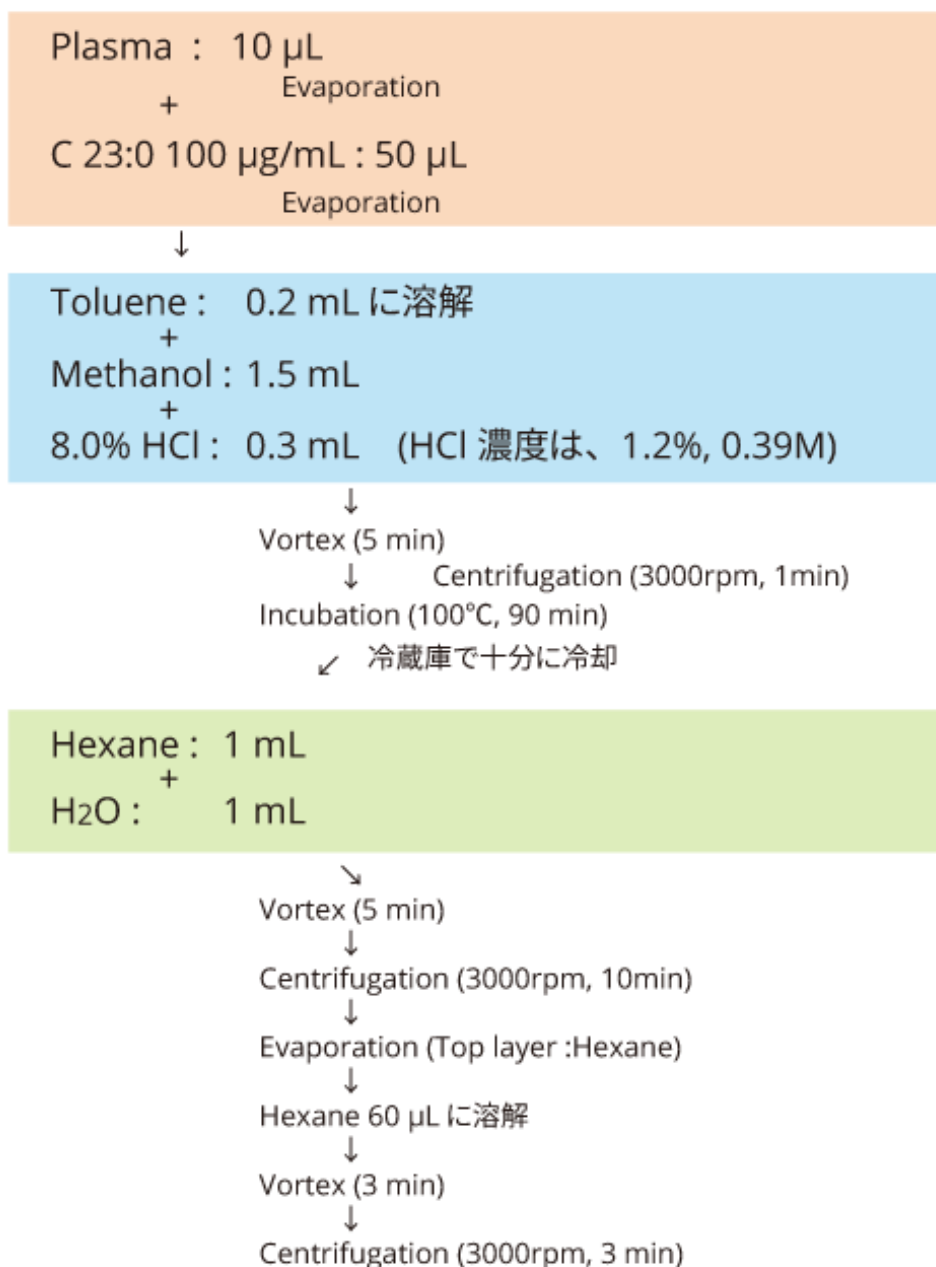 Plasma : 10 µL
Evaporation
+
C 23:0 100 µg/mL : 50 µL
Evaporation
↓
Toluene : 0.2 mL に溶解
+
Methanol : 1.5 mL
+
8.0% HCl : 0.3 mL (HCl 濃度は、1.2%, 0.39M)
↓
Vortex (5 min)
↓ Centrifugation (3000rpm, 1min)
Incubation (100℃, 90 min)
↙ 冷蔵庫で十分に冷却
Hexane : 1 mL
+
H2O : 1 mL
↘
Vortex (5 min)
↓
Centrifugation (3000rpm, 10min)
↓
Evaporation (Top layer :Hexane)
↓
Hexane 60 µL に溶解
↓
Vortex (3 min)
↓
Centrifugation (3000rpm, 3 min)